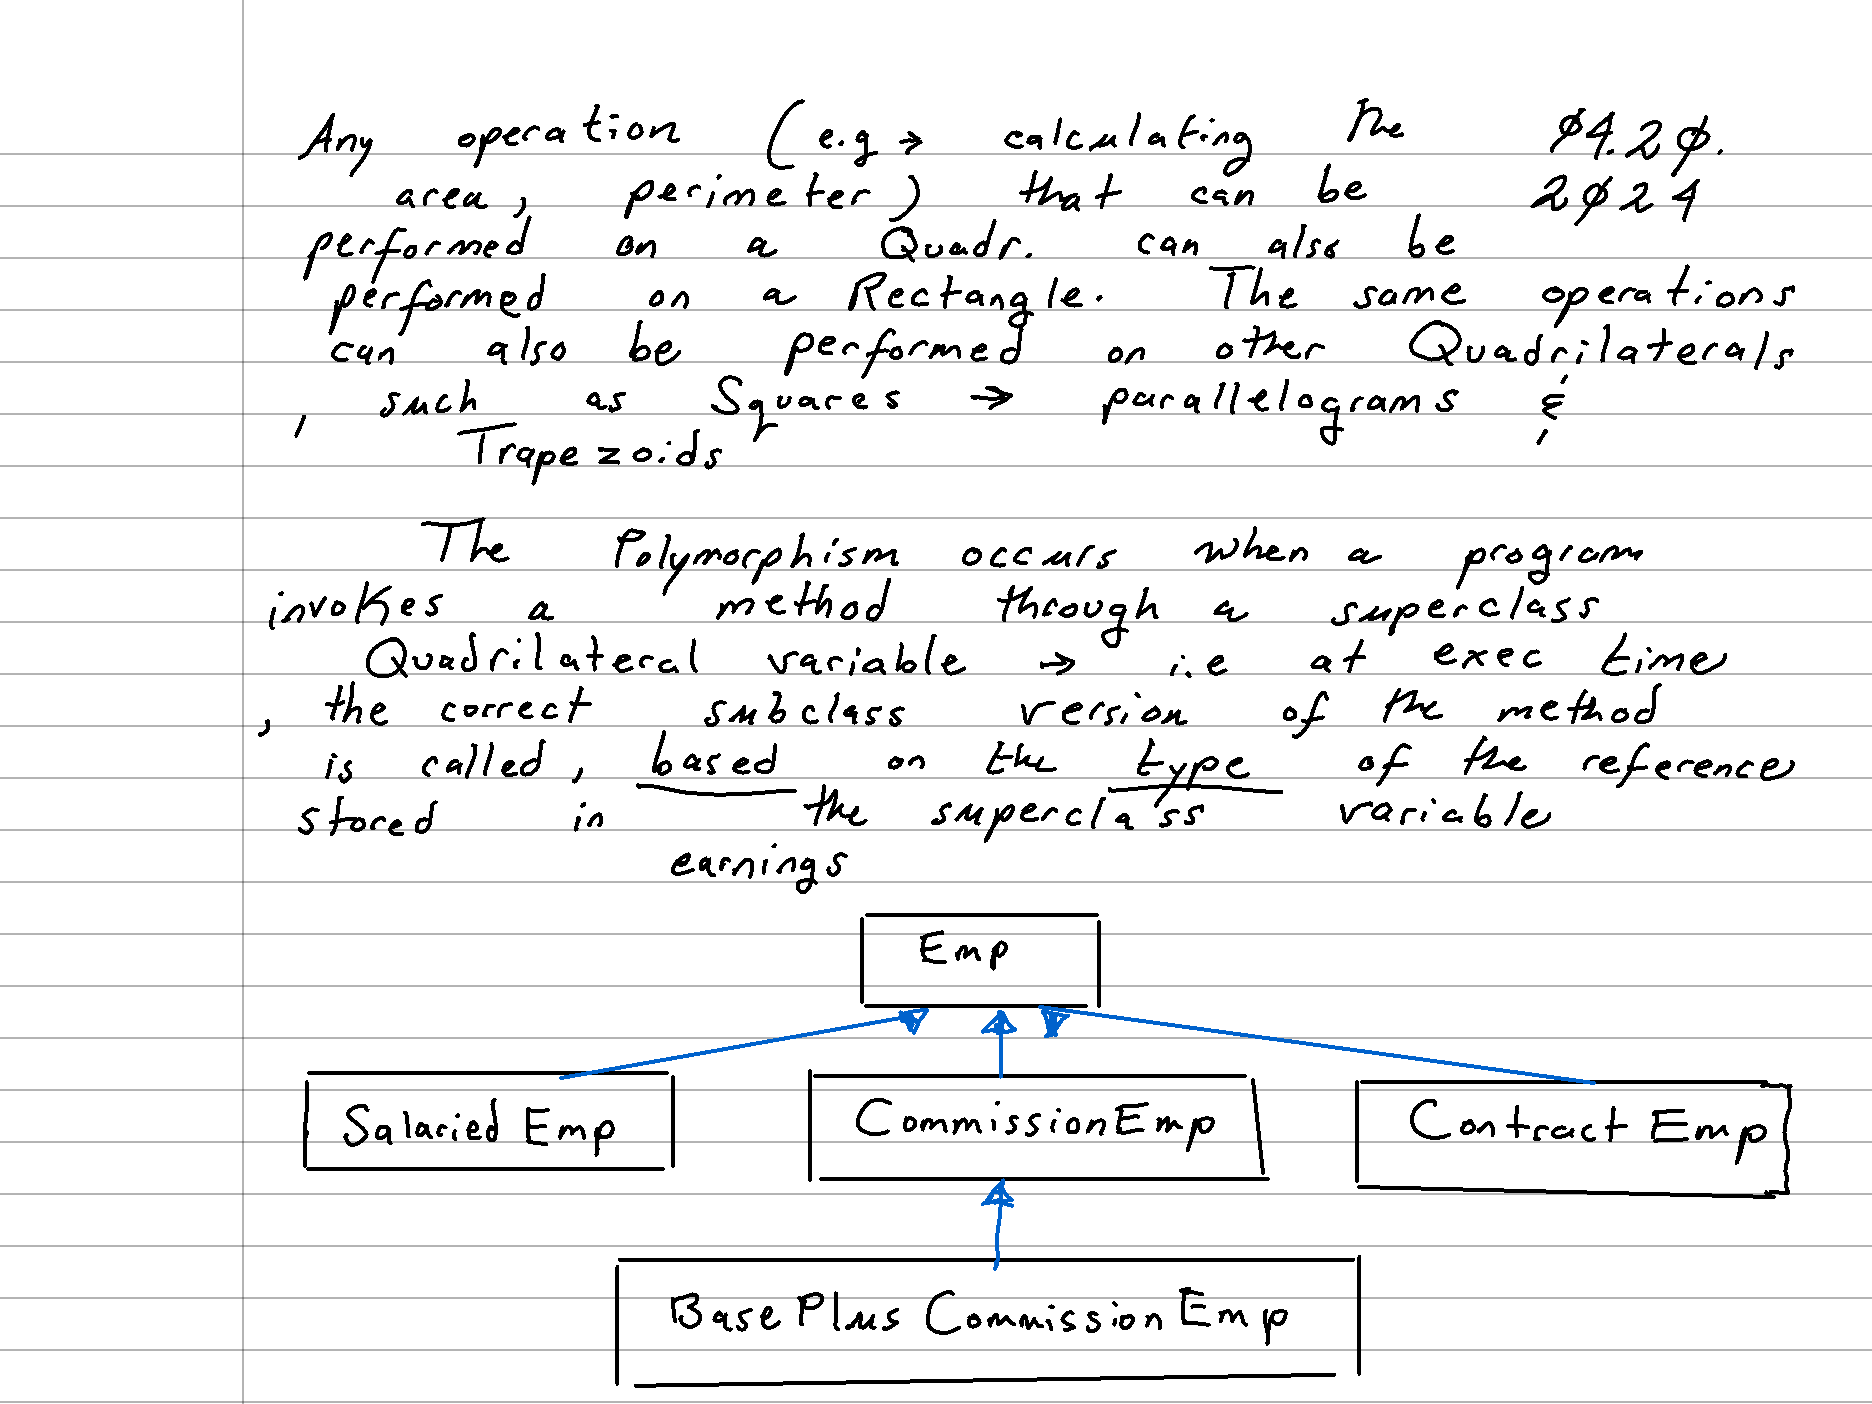 Any operation (e.g → calculating the 04.20.
area, perimeter) that can be 2024
performed on a Quadr. can also be
performed on a Rectangle. The same operations
can also be performed on other Quadrilaterals
, such as Squares → parallelograms &
Trapezoids
The Polymorphism occurs when a program
invokes a method through a superclass
Quadrilateral variable → i.e at exec time
, the correct subclass version of the method
is called, based on the type of the reference
stored in the superclass variable
earnings
Emp
Salaried Emp CommissionEmp Contract Emp
Base Plus Commission Emp